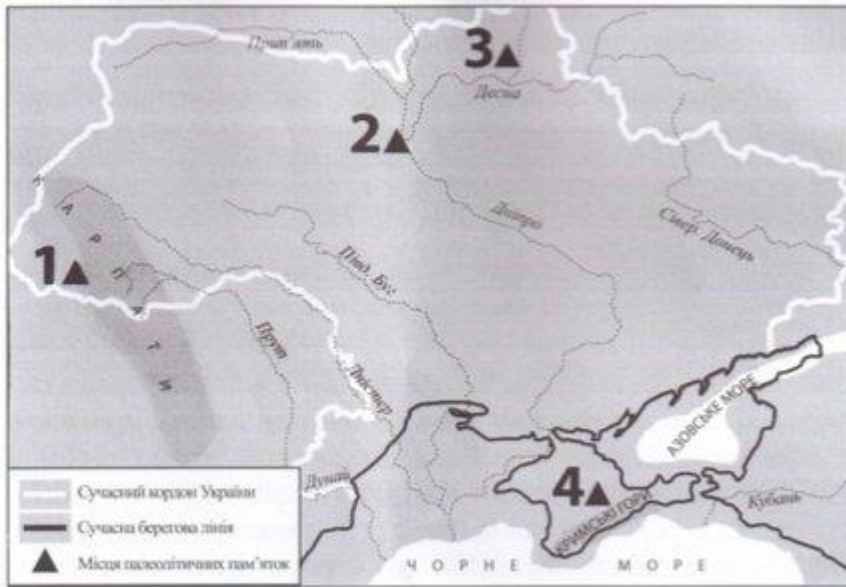 3
Прип'ять
Десна
2
КАРПАТИ
Дніпро
Сівер. Донець
1
Півд. Буг
Прут
Дністер
АЗОВСЬКЕ МОРЕ
Дунай
4
КРИМСЬКІ ГОРИ
Кубань
ЧОРНЕ МОРЕ
Сучасний кордон України
Сучасна берегова лінія
Місця палеолітичних пам’яток